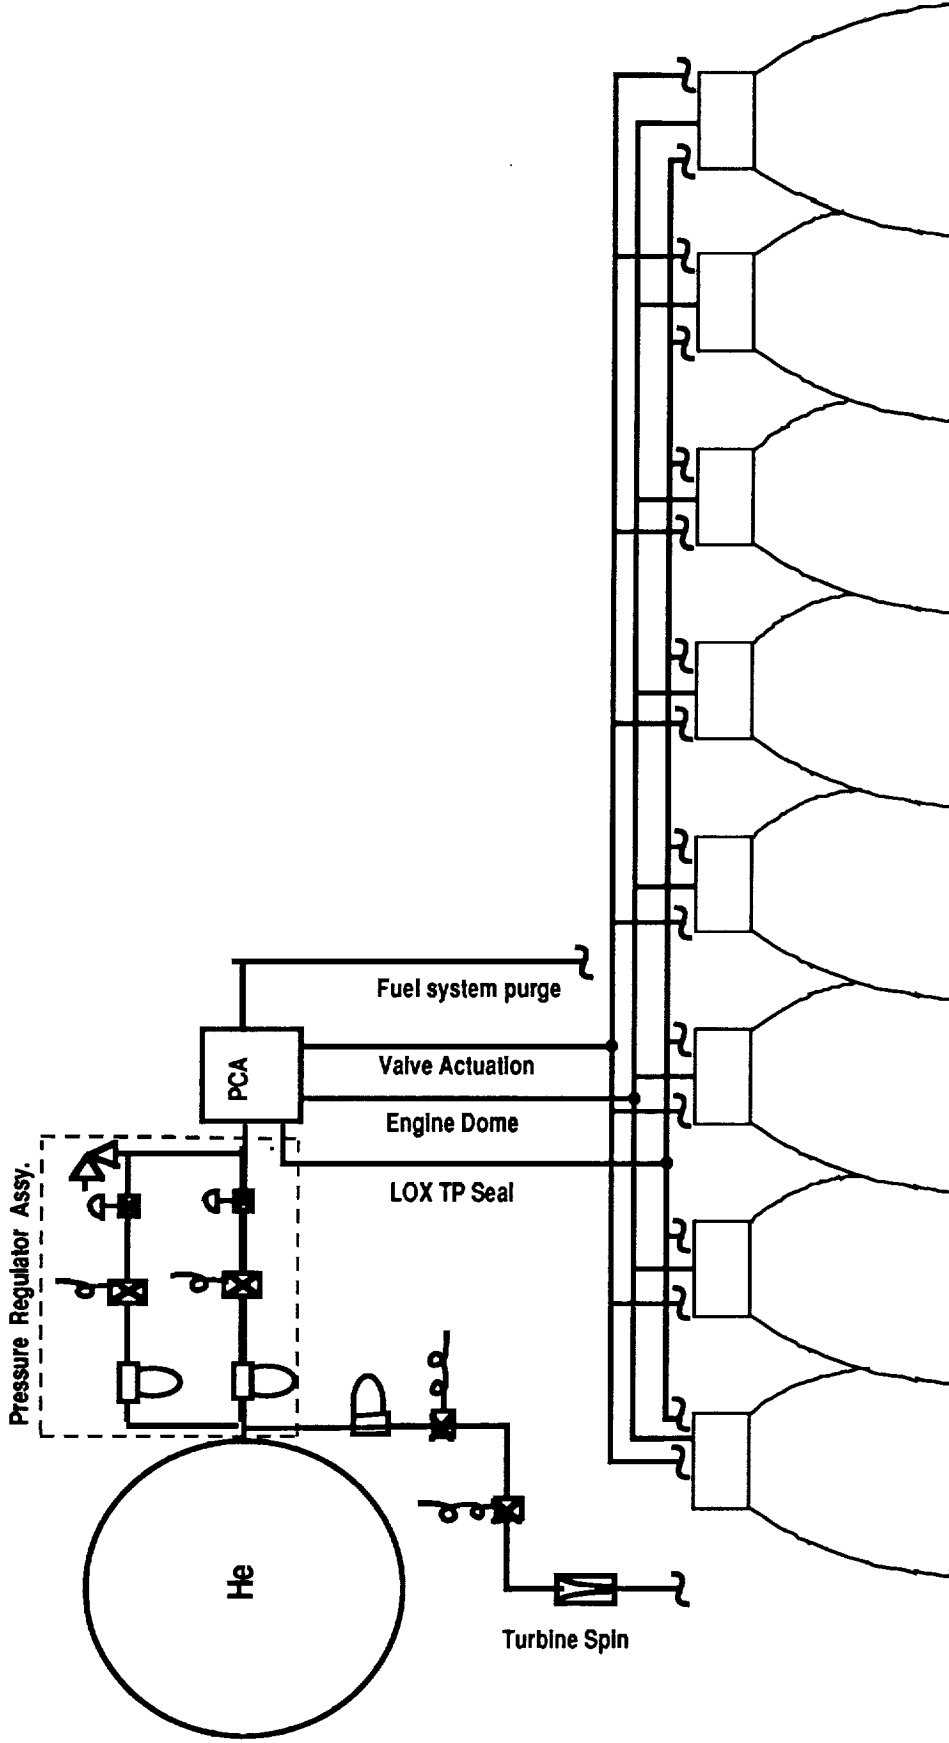 Pressure Regulator Assy.
He
PCA
Fuel system purge
Valve Actuation
Engine Dome
LOX TP Seal
Turbine Spin